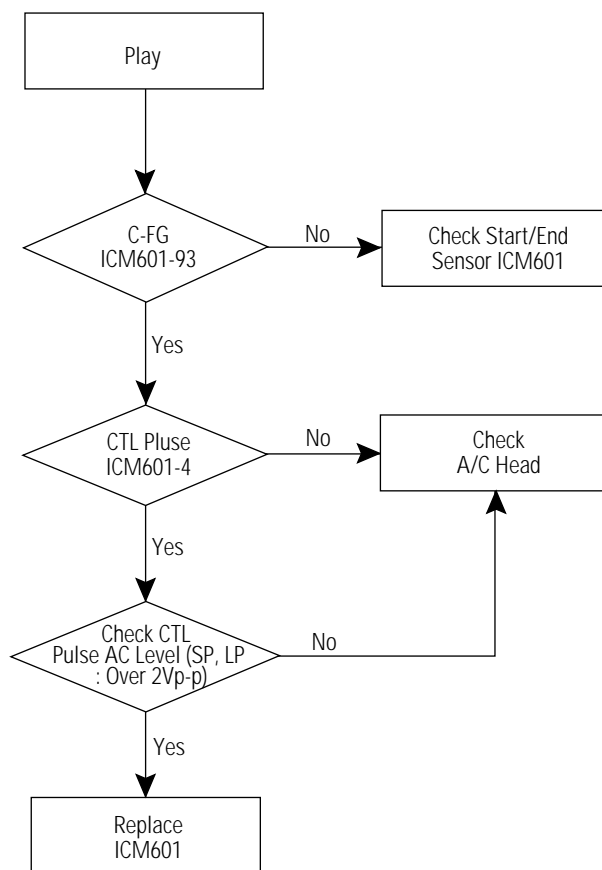 Play
C-FG
ICM601-93
No
Check Start/End
Sensor ICM601
Yes
CTL Pluse
ICM601-4
No
Check
A/C Head
Yes
Check CTL
Pulse AC Level (SP, LP
: Over 2Vp-p)
No
Yes
Replace
ICM601